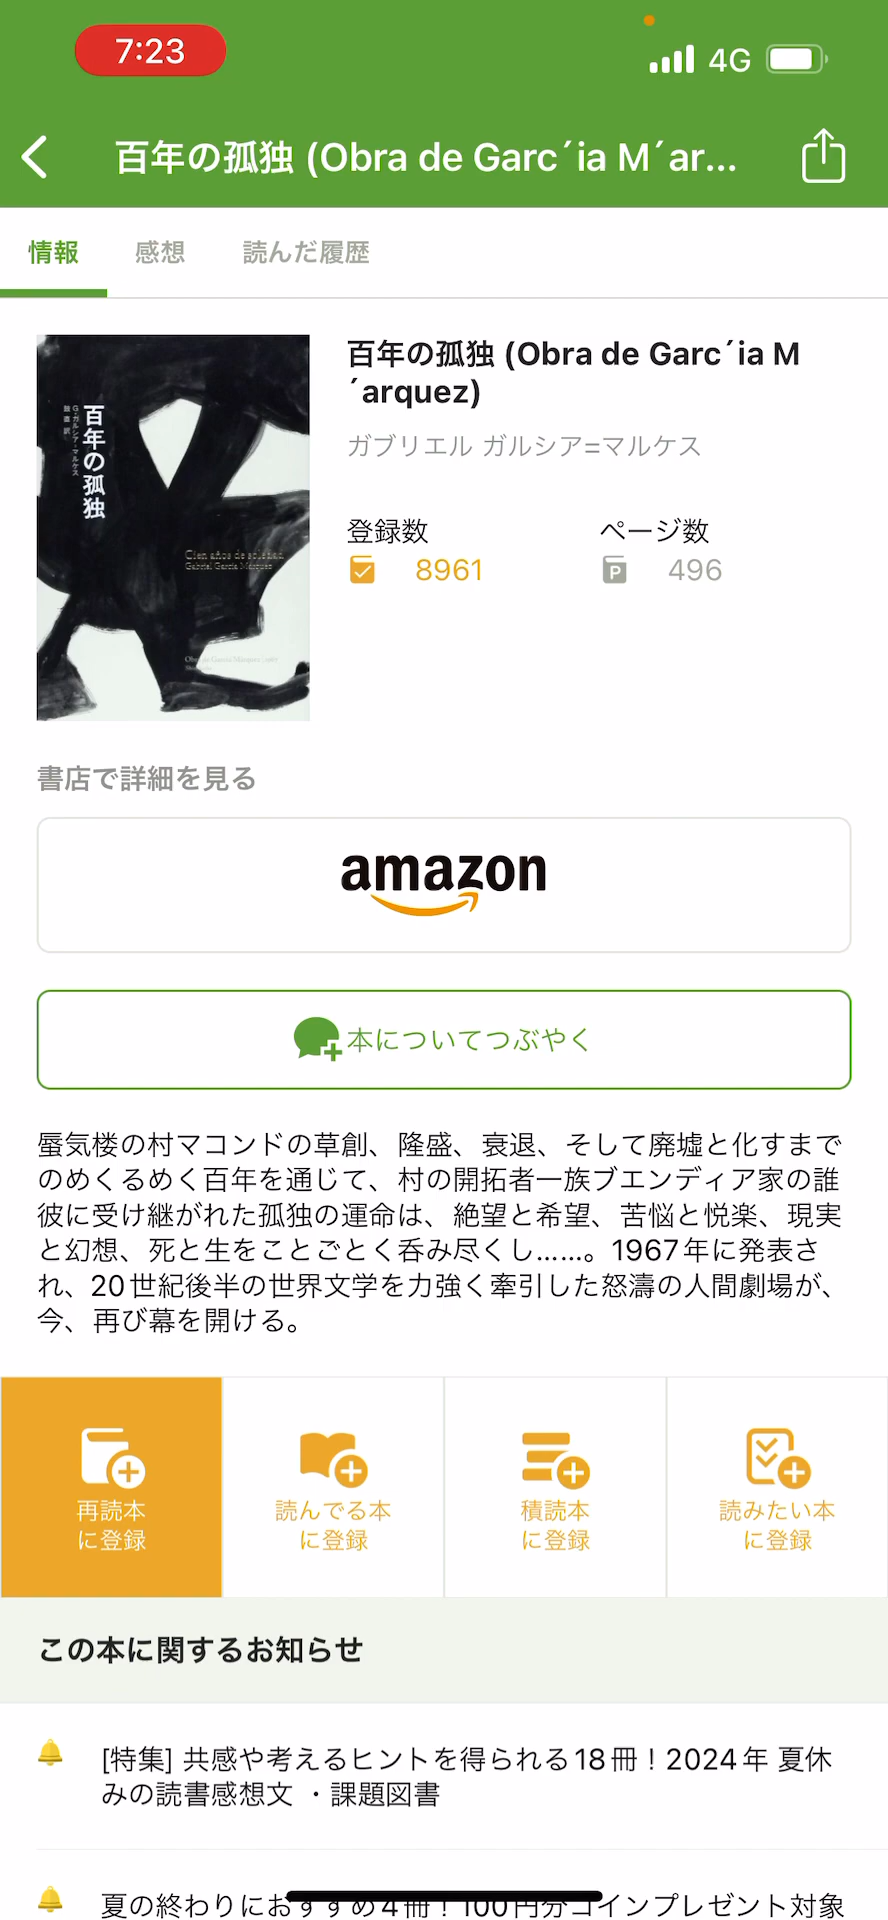 7:23
4G
百年の孤独 (Obra de Garc´ia M´ar...
情報 感想 読んだ履歴
百年の孤独
G・ガルシア=マルケス
鼓 直 訳
Cien años de soledad
Gabriel García Márquez
百年の孤独 (Obra de Garc´ia M
´arquez)
ガブリエル ガルシア=マルケス
登録数 ページ数
8961 P 496
書店で詳細を見る
amazon
本についてつぶやく
蜃気楼の村マコンドの草創、隆盛、衰退、そして廃墟と化すまで
のめくるめく百年を通じて、村の開拓者一族ブエンディア家の誰
彼に受け継がれた孤独の運命は、絶望と希望、苦悩と悦楽、現実
と幻想、死と生をことごとく呑み尽くし……。1967年に発表さ
れ、20世紀後半の世界文学を力強く牽引した怒濤の人間劇場が、
今、再び幕を開ける。
再読本 読んでる本 積読本 読みたい本
に登録 に登録 に登録 に登録
この本に関するお知らせ
[特集] 共感や考えるヒントを得られる18冊！2024年 夏休
みの読書感想文 ・課題図書
夏の終わりにおすすめ4冊！100円分コインプレゼント対象